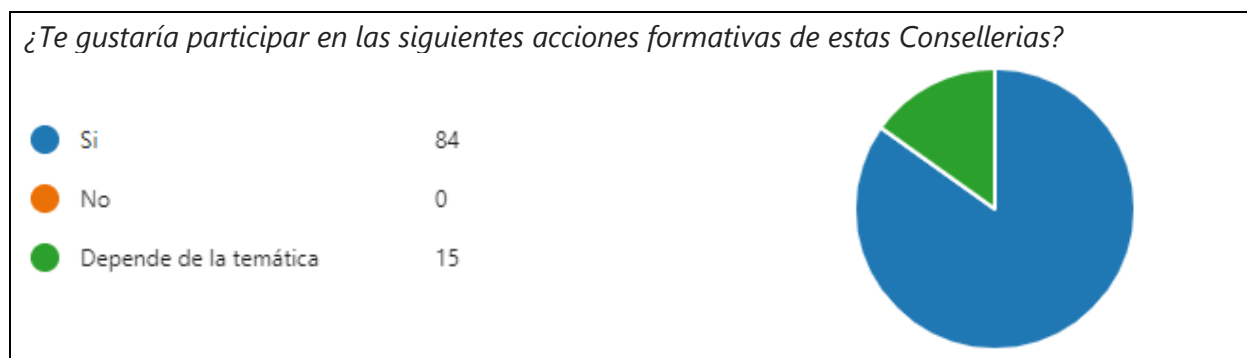 ¿Te gustaría participar en las siguientes acciones formativas de estas Consellerias?
Si 84
No 0
Depende de la temática 15